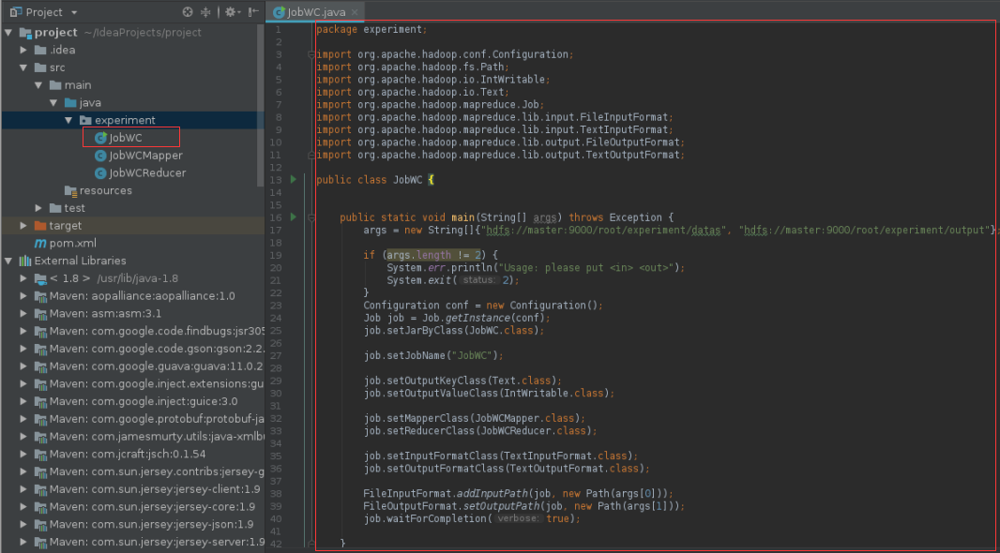 Project
project ~/IdeaProjects/project
.idea
src
main
java
experiment
JobWC
JobWCMapper
JobWCReducer
resources
test
target
pom.xml
External Libraries
< 1.8 > /usr/lib/java-1.8
Maven: aopalliance:aopalliance:1.0
Maven: asm:asm:3.1
Maven: com.google.code.findbugs:jsr305
Maven: com.google.code.gson:gson:2.2.
Maven: com.google.guava:guava:11.0.2
Maven: com.google.inject.extensions:gu
Maven: com.google.inject:guice:3.0
Maven: com.google.protobuf:protobuf-ja
Maven: com.jamesmurty.utils:java-xmlbu
Maven: com.jcraft:jsch:0.1.54
Maven: com.sun.jersey.contribs:jersey-g
Maven: com.sun.jersey:jersey-client:1.9
Maven: com.sun.jersey:jersey-core:1.9
Maven: com.sun.jersey:jersey-json:1.9
Maven: com.sun.jersey:jersey-server:1.9
JobWC.java
1 package experiment;
2
3 import org.apache.hadoop.conf.Configuration;
4 import org.apache.hadoop.fs.Path;
5 import org.apache.hadoop.io.IntWritable;
6 import org.apache.hadoop.io.Text;
7 import org.apache.hadoop.mapreduce.Job;
8 import org.apache.hadoop.mapreduce.lib.input.FileInputFormat;
9 import org.apache.hadoop.mapreduce.lib.input.TextInputFormat;
10 import org.apache.hadoop.mapreduce.lib.output.FileOutputFormat;
11 import org.apache.hadoop.mapreduce.lib.output.TextOutputFormat;
12
13 public class JobWC {
14
15
16 public static void main(String[] args) throws Exception {
17 args = new String[]{"hdfs://master:9000/root/experiment/datas", "hdfs://master:9000/root/experiment/output"};
18
19 if (args.length != 2) {
20 System.err.println("Usage: please put <in> <out>");
21 System.exit( status: 2);
22 }
23 Configuration conf = new Configuration();
24 Job job = Job.getInstance(conf);
25 job.setJarByClass(JobWC.class);
26
27 job.setJobName("JobWC");
28
29 job.setOutputKeyClass(Text.class);
30 job.setOutputValueClass(IntWritable.class);
31
32 job.setMapperClass(JobWCMapper.class);
33 job.setReducerClass(JobWCReducer.class);
34
35 job.setInputFormatClass(TextInputFormat.class);
36 job.setOutputFormatClass(TextOutputFormat.class);
37
38 FileInputFormat.addInputPath(job, new Path(args[0]));
39 FileOutputFormat.setOutputPath(job, new Path(args[1]));
40 job.waitForCompletion( verbose: true);
41
42 }